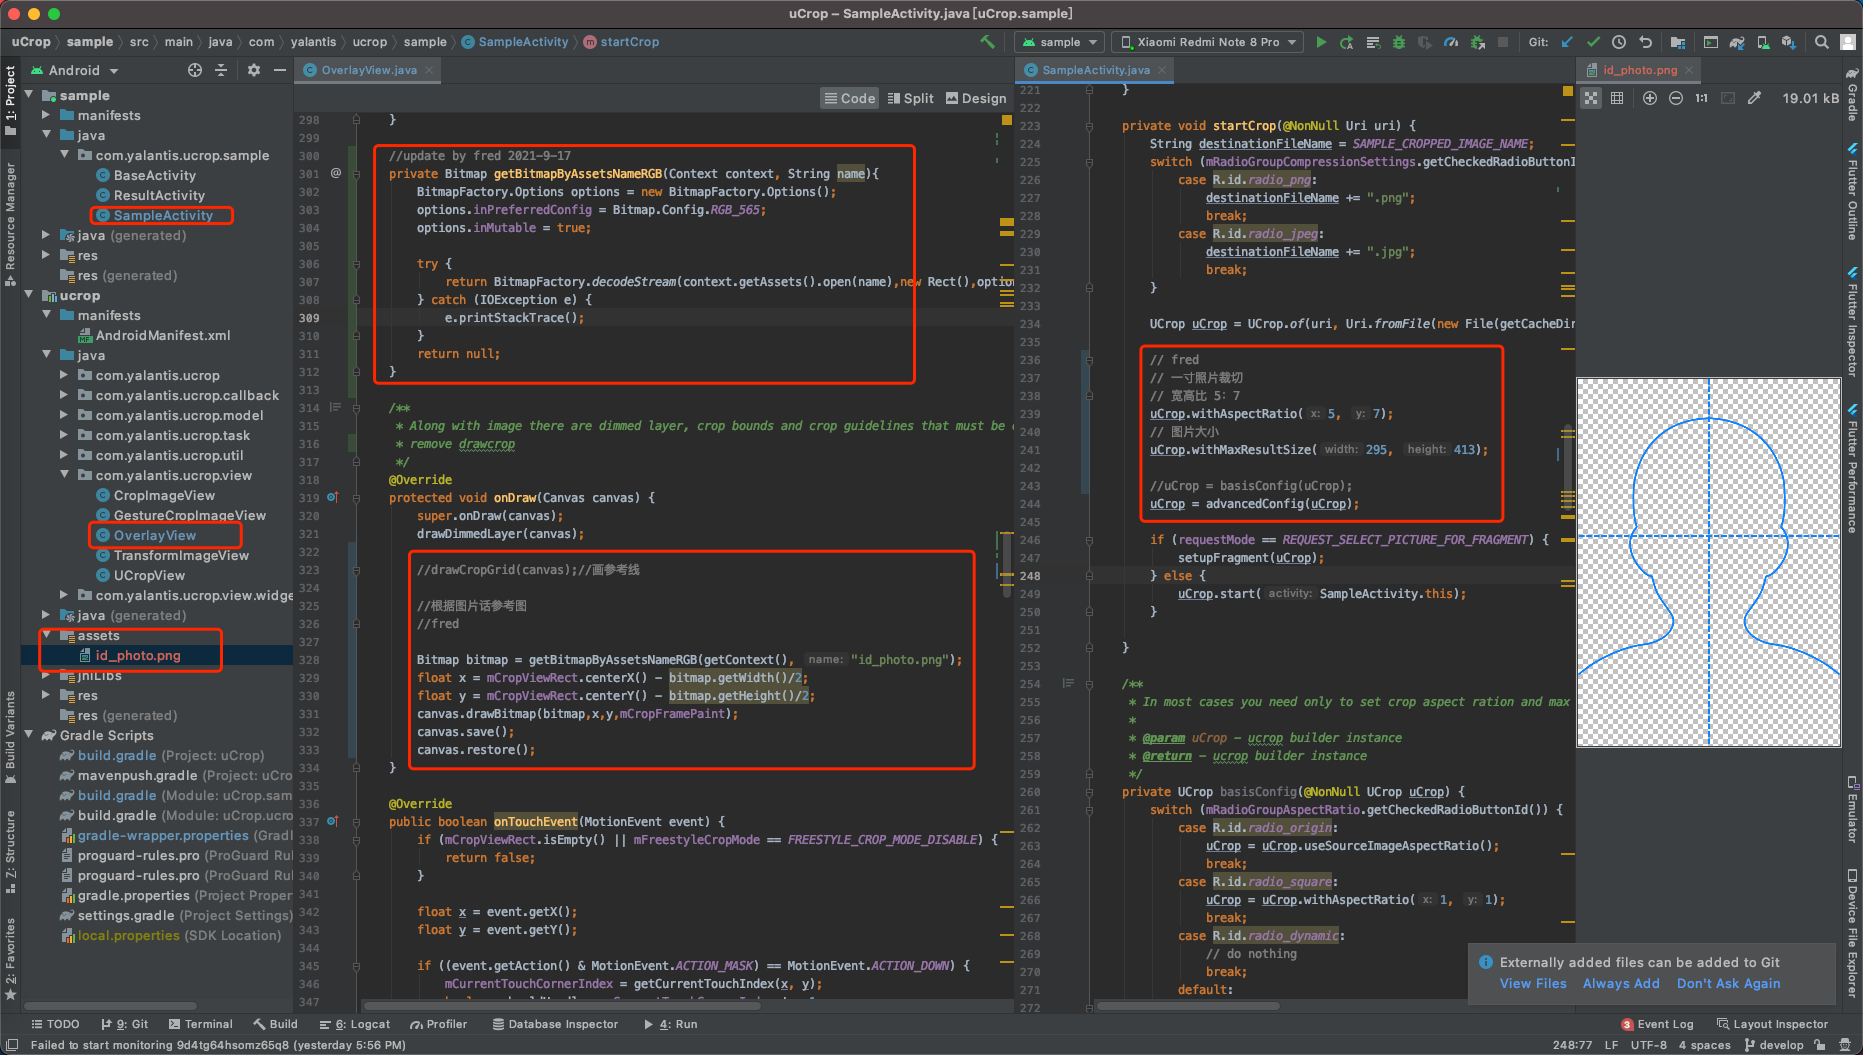 uCrop – SampleActivity.java [uCrop.sample]
uCrop sample src main java com yalantis ucrop sample SampleActivity startCrop
sample Xiaomi Redmi Note 8 Pro Git:
Android
OverlayView.java
SampleActivity.java
id_photo.png
Code Split Design
1:1 19.01 kB
1: Project
Resource Manager
Build Variants
Z: Structure
2: Favorites
sample
manifests
java
com.yalantis.ucrop.sample
BaseActivity
ResultActivity
SampleActivity
java (generated)
res
res (generated)
ucrop
manifests
AndroidManifest.xml
java
com.yalantis.ucrop
com.yalantis.ucrop.callback
com.yalantis.ucrop.model
com.yalantis.ucrop.task
com.yalantis.ucrop.util
com.yalantis.ucrop.view
CropImageView
GestureCropImageView
OverlayView
TransformImageView
UCropView
com.yalantis.ucrop.view.widge
java (generated)
assets
id_photo.png
jniLibs
res
res (generated)
Gradle Scripts
build.gradle (Project: uCrop)
mavenpush.gradle (Project: uCro
build.gradle (Module: uCrop.sam
build.gradle (Module: uCrop.ucro
gradle-wrapper.properties (Gradl
proguard-rules.pro (ProGuard Rul
proguard-rules.pro (ProGuard Rul
gradle.properties (Project Proper
settings.gradle (Project Settings)
local.properties (SDK Location)
298 }
299
300 //update by fred 2021-9-17
301 @ private Bitmap getBitmapByAssetsNameRGB(Context context, String name){
302 BitmapFactory.Options options = new BitmapFactory.Options();
303 options.inPreferredConfig = Bitmap.Config.RGB_565;
304 options.inMutable = true;
305
306 try {
307 return BitmapFactory.decodeStream(context.getAssets().open(name),new Rect(),optio
308 } catch (IOException e) {
309 e.printStackTrace();
310 }
311 return null;
312 }
313
314 /**
315 * Along with image there are dimmed layer, crop bounds and crop guidelines that must be
316 * remove drawcrop
317 */
318 @Override
319 protected void onDraw(Canvas canvas) {
320 super.onDraw(canvas);
321 drawDimmedLayer(canvas);
322
323 //drawCropGrid(canvas);//画参考线
324
325 //根据图片话参考图
326 //fred
327
328 Bitmap bitmap = getBitmapByAssetsNameRGB(getContext(), name: "id_photo.png");
329 float x = mCropViewRect.centerX() - bitmap.getWidth()/2;
330 float y = mCropViewRect.centerY() - bitmap.getHeight()/2;
331 canvas.drawBitmap(bitmap,x,y,mCropFramePaint);
332 canvas.save();
333 canvas.restore();
334 }
335
336 @Override
337 public boolean onTouchEvent(MotionEvent event) {
338 if (mCropViewRect.isEmpty() || mFreestyleCropMode == FREESTYLE_CROP_MODE_DISABLE) {
339 return false;
340 }
341
342 float x = event.getX();
343 float y = event.getY();
344
345 if ((event.getAction() & MotionEvent.ACTION_MASK) == MotionEvent.ACTION_DOWN) {
346 mCurrentTouchCornerIndex = getCurrentTouchIndex(x, y);
347
221 }
222
223 private void startCrop(@NonNull Uri uri) {
224 String destinationFileName = SAMPLE_CROPPED_IMAGE_NAME;
225 switch (mRadioGroupCompressionSettings.getCheckedRadioButtonI
226 case R.id.radio_png:
227 destinationFileName += ".png";
228 break;
229 case R.id.radio_jpeg:
230 destinationFileName += ".jpg";
231 break;
232 }
233
234 UCrop uCrop = UCrop.of(uri, Uri.fromFile(new File(getCacheDir
235
236 // fred
237 // 一寸照片裁切
238 // 宽高比 5: 7
239 uCrop.withAspectRatio( x: 5, y: 7);
240 // 图片大小
241 uCrop.withMaxResultSize( width: 295, height: 413);
242
243 //uCrop = basisConfig(uCrop);
244 uCrop = advancedConfig(uCrop);
245
246 if (requestMode == REQUEST_SELECT_PICTURE_FOR_FRAGMENT) {
247 setupFragment(uCrop);
248 } else {
249 uCrop.start( activity: SampleActivity.this);
250 }
251
252 }
253
254 /**
255 * In most cases you need only to set crop aspect ration and max
256 *
257 * @param uCrop - ucrop builder instance
258 * @return - ucrop builder instance
259 */
260 private UCrop basisConfig(@NonNull UCrop uCrop) {
261 switch (mRadioGroupAspectRatio.getCheckedRadioButtonId()) {
262 case R.id.radio_origin:
263 uCrop = uCrop.useSourceImageAspectRatio();
264 break;
265 case R.id.radio_square:
266 uCrop = uCrop.withAspectRatio( x: 1, y: 1);
267 break;
268 case R.id.radio_dynamic:
269 // do nothing
270 break;
271 default:
272
Gradle
Flutter Outline
Flutter Inspector
Flutter Performance
Emulator
Device File Explorer
Externally added files can be added to Git
View Files Always Add Don't Ask Again
TODO 9: Git Terminal Build 6: Logcat Profiler Database Inspector 4: Run
3 Event Log Layout Inspector
Failed to start monitoring 9d4tg64hsomz65q8 (yesterday 5:56 PM)
248:77 LF UTF-8 4 spaces develop